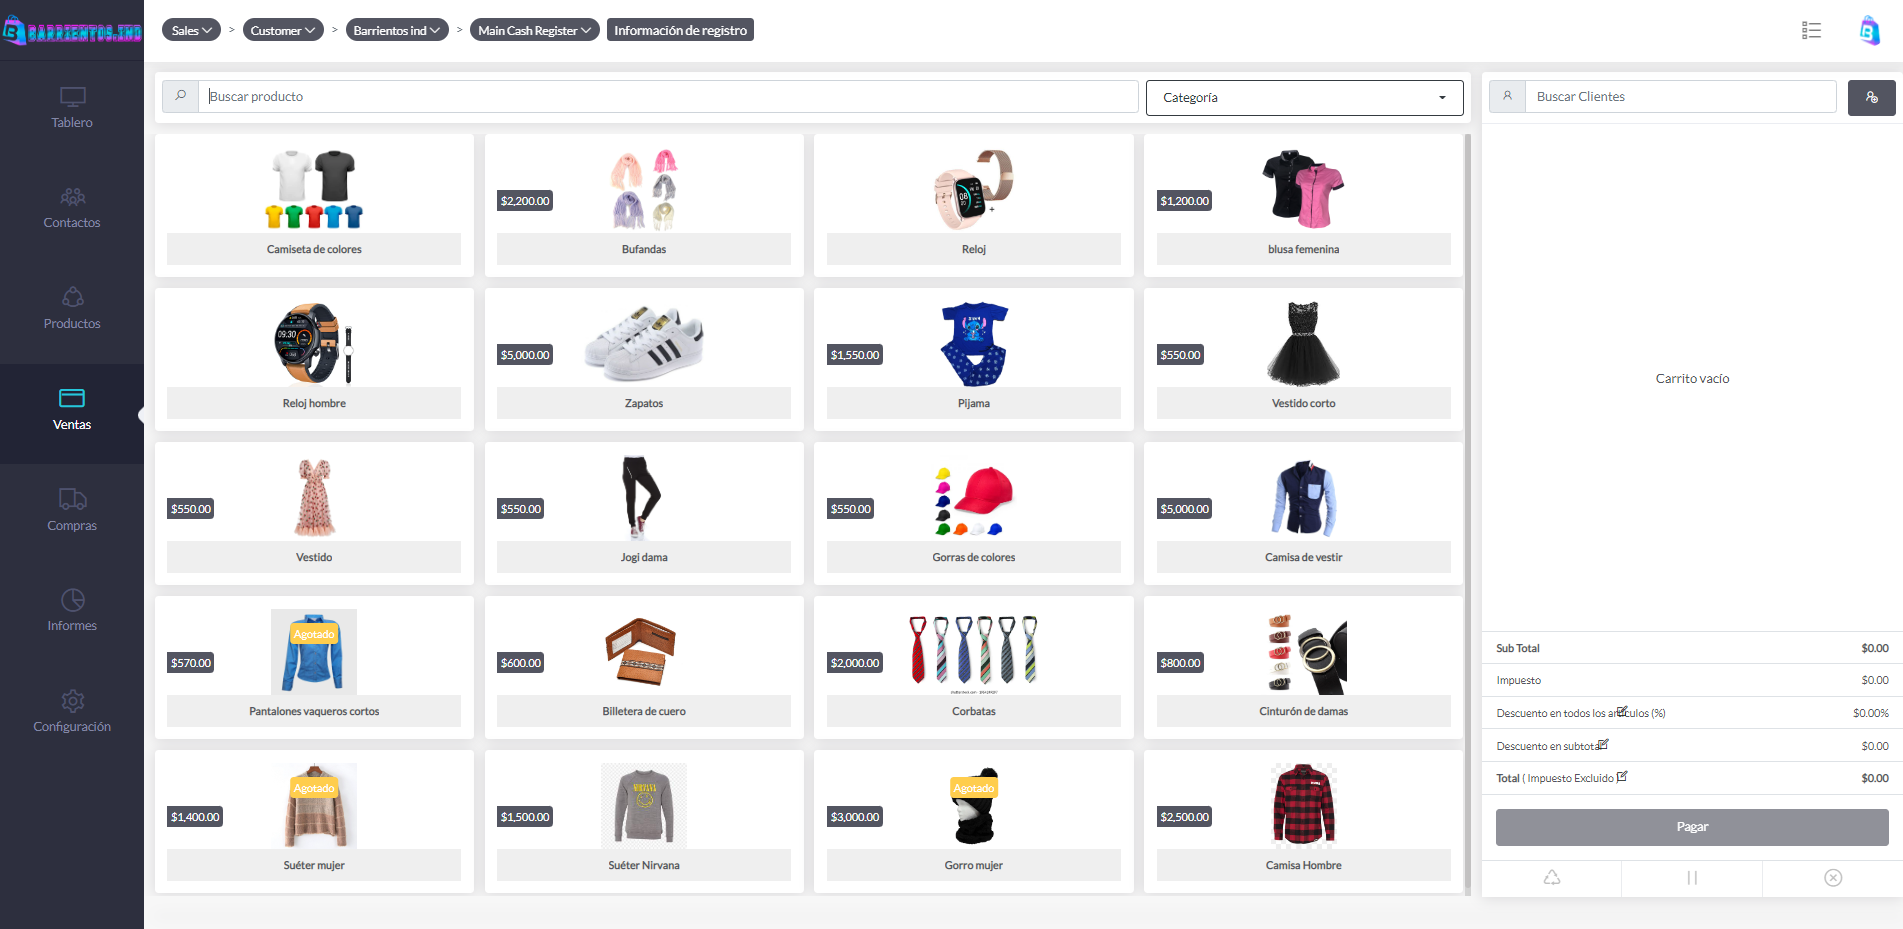 BARRIENTOS.IND
Sales > Customer > Barrientos ind > Main Cash Register Información de registro
Tablero
Contactos
Productos
Ventas
Compras
Informes
Configuración
Buscar producto
Categoría
Camiseta de colores
$2,200.00
Bufandas
Reloj
$1,200.00
blusa femenina
09:30
Reloj hombre
$5,000.00
Zapatos
$1,550.00
Pijama
$550.00
Vestido corto
$550.00
Vestido
$550.00
Jogi dama
$550.00
Gorras de colores
$5,000.00
Camisa de vestir
$570.00
Agotado
Pantalones vaqueros cortos
$600.00
Billetera de cuero
$2,000.00
Corbatas
$800.00
Cinturón de damas
$1,400.00
Agotado
Suéter mujer
$1,500.00
NIRVANA
Suéter Nirvana
$3,000.00
Agotado
Gorro mujer
$2,500.00
Camisa Hombre
Buscar Clientes
Carrito vacío
Sub Total $0.00
Impuesto $0.00
Descuento en todos los artículos (%) $0.00%
Descuento en subtotal $0.00
Total ( Impuesto Excluido ) $0.00
Pagar